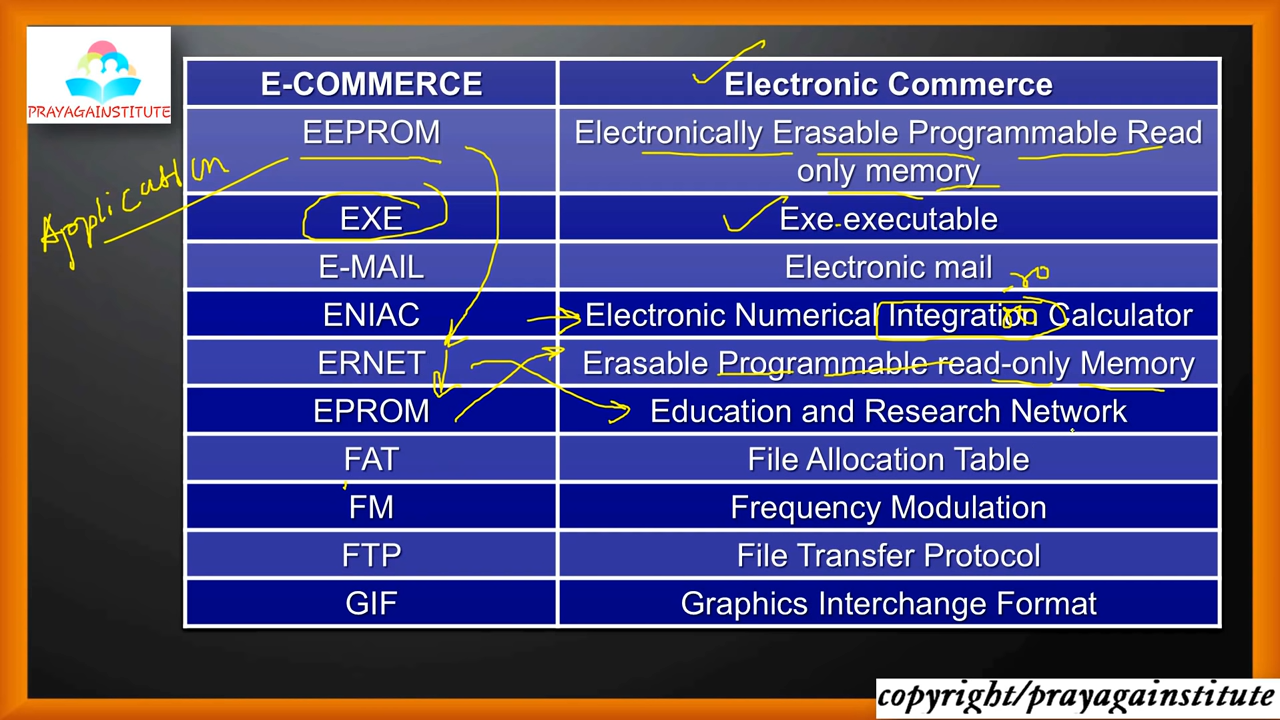 PRAYAGAINSTITUTE
E-COMMERCE Electronic Commerce
EEPROM Electronically Erasable Programmable Read
only memory
Application
EXE Exe-executable
E-MAIL Electronic mail
ro
ENIAC Electronic Numerical Integration Calculator
ERNET Erasable Programmable read-only Memory
EPROM Education and Research Network
FAT File Allocation Table
FM Frequency Modulation
FTP File Transfer Protocol
GIF Graphics Interchange Format
copyright/prayagainstitute